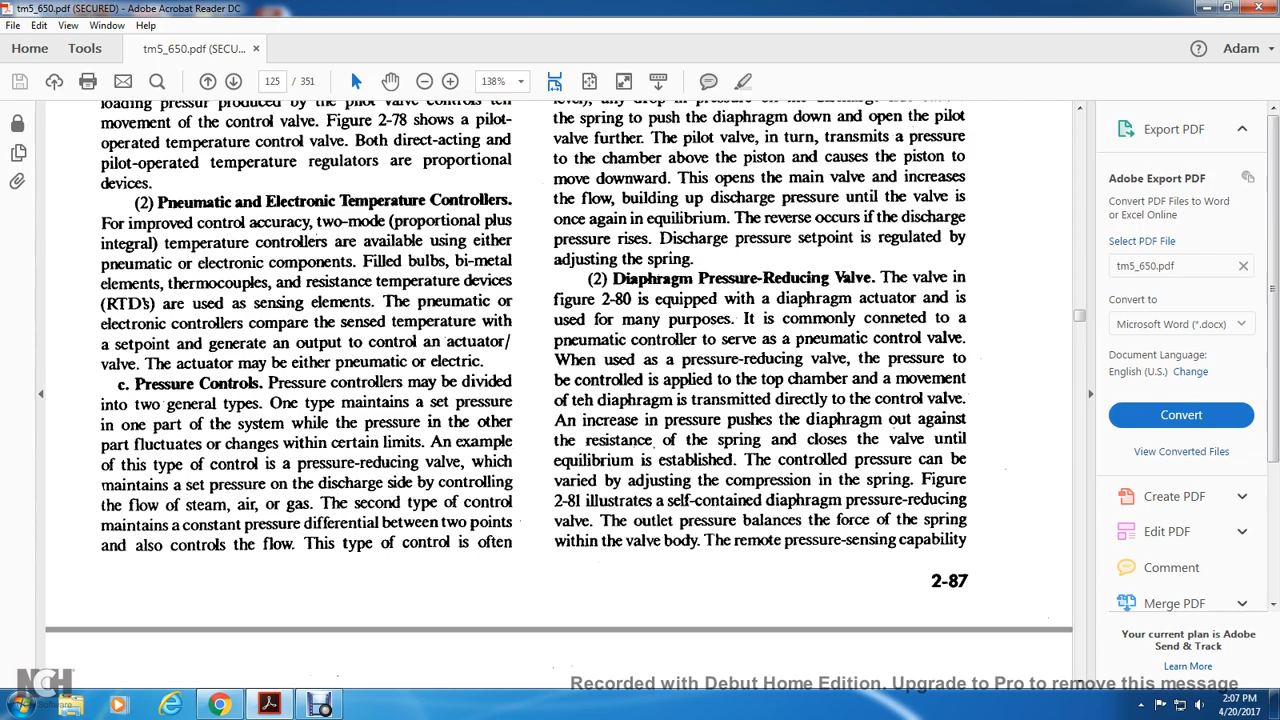 tm5_650.pdf (SECURED) - Adobe Acrobat Reader DC
File Edit View Window Help
Home Tools tm5_650.pdf (SECU... × Adam
125 / 351 138%
loading pressur produced by the pilot valve controls teh
movement of the control valve. Figure 2-78 shows a pilot-
operated temperature control valve. Both direct-acting and
pilot-operated temperature regulators are proportional
devices.
(2) Pneumatic and Electronic Temperature Controllers.
For improved control accuracy, two-mode (proportional plus
integral) temperature controllers are available using either
pneumatic or electronic components. Filled bulbs, bi-metal
elements, thermocouples, and resistance temperature devices
(RTD's) are used as sensing elements. The pneumatic or
electronic controllers compare the sensed temperature with
a setpoint and generate an output to control an actuator/
valve. The actuator may be either pneumatic or electric.
c. Pressure Controls. Pressure controllers may be divided
into two general types. One type maintains a set pressure
in one part of the system while the pressure in the other
part fluctuates or changes within certain limits. An example
of this type of control is a pressure-reducing valve, which
maintains a set pressure on the discharge side by controlling
the flow of steam, air, or gas. The second type of control
maintains a constant pressure differential between two points
and also controls the flow. This type of control is often
level), any drop in pressure on the discharge
the spring to push the diaphragm down and open the pilot
valve further. The pilot valve, in turn, transmits a pressure
to the chamber above the piston and causes the piston to
move downward. This opens the main valve and increases
the flow, building up discharge pressure until the valve is
once again in equilibrium. The reverse occurs if the discharge
pressure rises. Discharge pressure setpoint is regulated by
adjusting the spring.
(2) Diaphragm Pressure-Reducing Valve. The valve in
figure 2-80 is equipped with a diaphragm actuator and is
used for many purposes. It is commonly conneted to a
pneumatic controller to serve as a pneumatic control valve.
When used as a pressure-reducing valve, the pressure to
be controlled is applied to the top chamber and a movement
of teh diaphragm is transmitted directly to the control valve.
An increase in pressure pushes the diaphragm out against
the resistance of the spring and closes the valve until
equilibrium is established. The controlled pressure can be
varied by adjusting the compression in the spring. Figure
2-81 illustrates a self-contained diaphragm pressure-reducing
valve. The outlet pressure balances the force of the spring
within the valve body. The remote pressure-sensing capability
2-87
Export PDF
Adobe Export PDF
Convert PDF Files to Word
or Excel Online
Select PDF File
tm5_650.pdf
Convert to
Microsoft Word (*.docx)
Document Language:
English (U.S.) Change
Convert
View Converted Files
Create PDF
Edit PDF
Comment
Merge PDF
Your current plan is Adobe
Send & Track
Learn More
NCH Software
Recorded with Debut Home Edition. Upgrade to Pro to remove this message
2:07 PM
4/20/2017